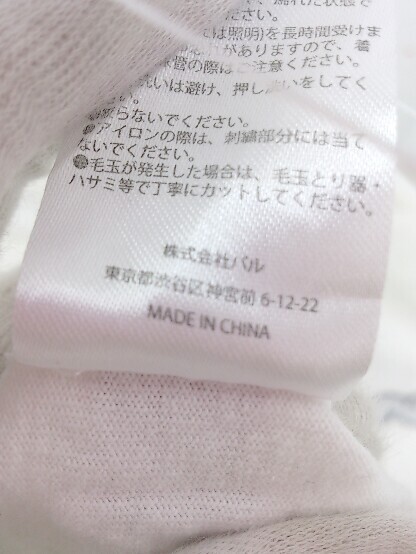 ださい。
は照明)を長時間受けま
がありますので、着
保管の際はご注意ください。
洗いは避け、押し洗いをしてく
い。
絞らないでください。
●アイロンの際は、刺繍部分には当て
ないでください。
●毛玉が発生した場合は、毛玉とり器・
ハサミ等で丁寧にカットしてください。
株式会社パル
東京都渋谷区神宮前 6-12-22
MADE IN CHINA